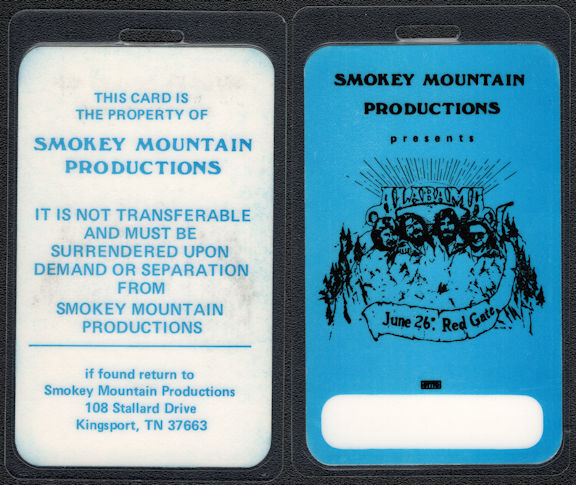 THIS CARD IS
THE PROPERTY OF
SMOKEY MOUNTAIN
PRODUCTIONS
IT IS NOT TRANSFERABLE
AND MUST BE
SURRENDERED UPON
DEMAND OR SEPARATION
FROM
SMOKEY MOUNTAIN
PRODUCTIONS
if found return to
Smokey Mountain Productions
108 Stallard Drive
Kingsport, TN 37663
SMOKEY MOUNTAIN
PRODUCTIONS
presents
ALABAMA
June 26: Red Gate